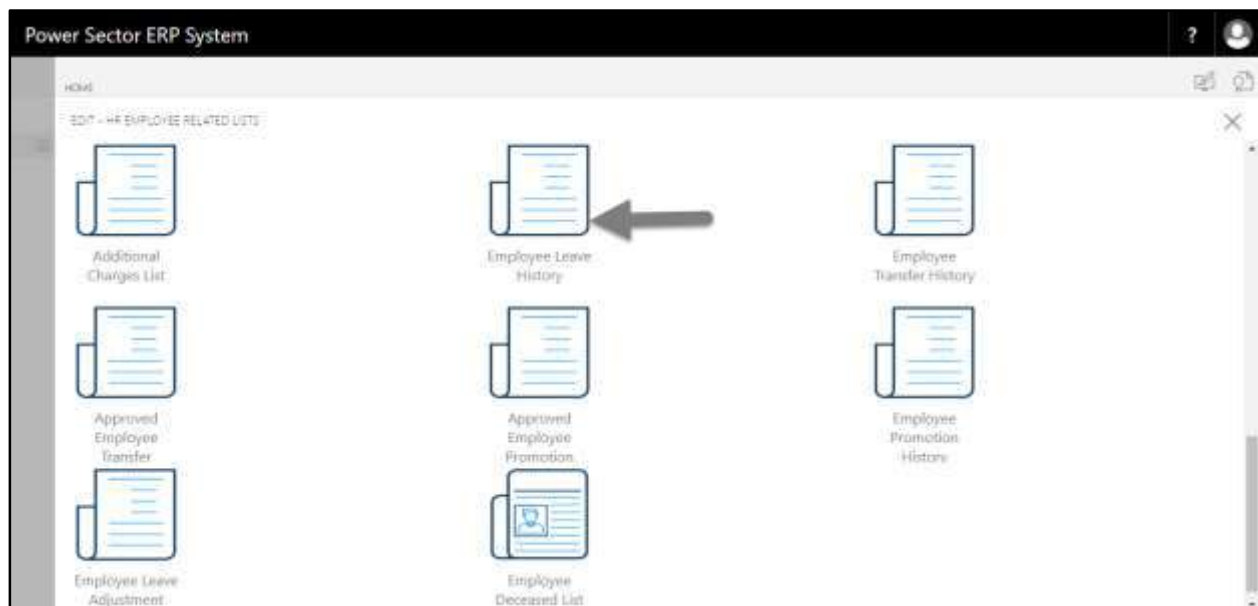 Power Sector ERP System
?
HOME
EDIT - HR EMPLOYEE RELATED LISTS
Additional
Charges List
Employee Leave
History
Employee
Transfer History
Approved
Employee
Transfer
Approved
Employee
Promotion
Employee
Promotion
History
Employee Leave
Adjustment
Employee
Deceased List